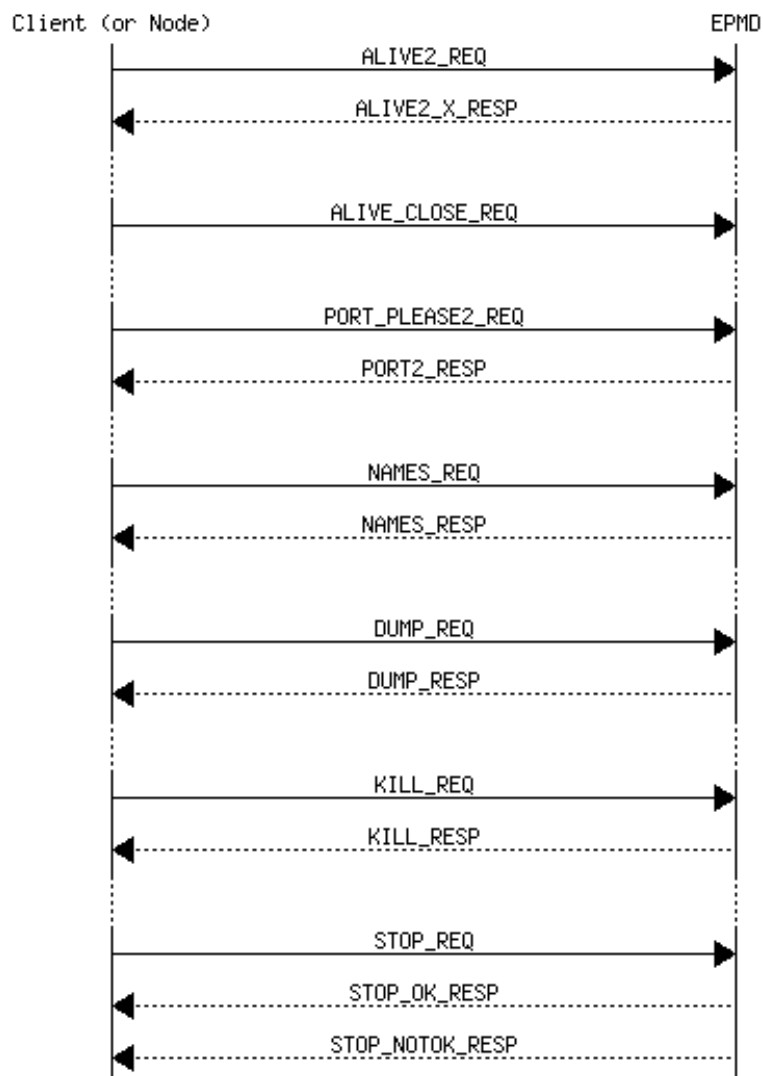 Client (or Node) EPMD
ALIVE2_REQ
ALIVE2_X_RESP
ALIVE_CLOSE_REQ
PORT_PLEASE2_REQ
PORT2_RESP
NAMES_REQ
NAMES_RESP
DUMP_REQ
DUMP_RESP
KILL_REQ
KILL_RESP
STOP_REQ
STOP_OK_RESP
STOP_NOTOK_RESP